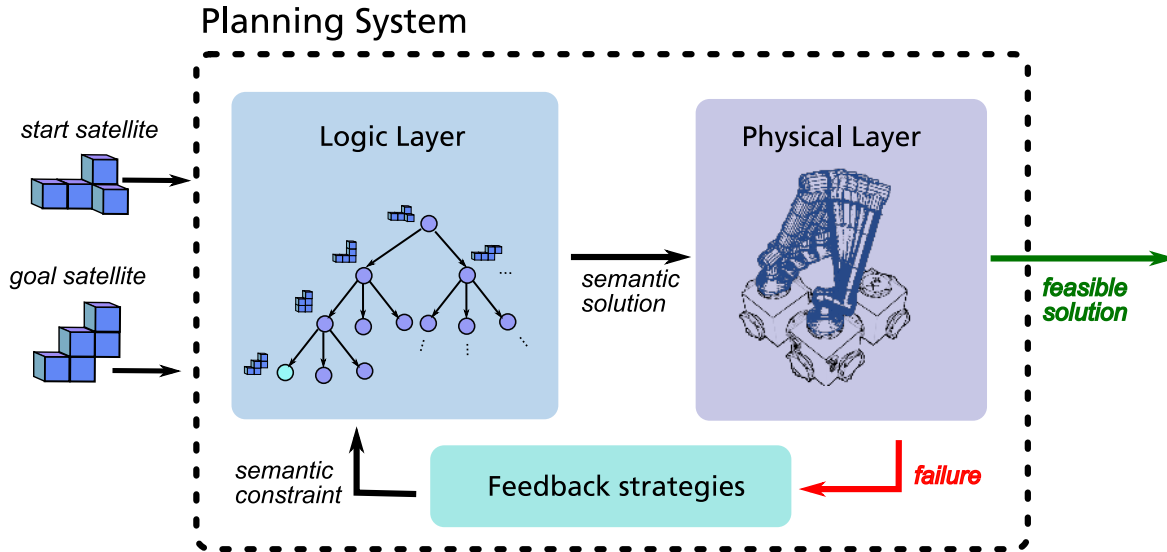 Planning System
start satellite
goal satellite
Logic Layer
...
semantic
solution
Physical Layer
feasible
solution
semantic
constraint
Feedback strategies
failure